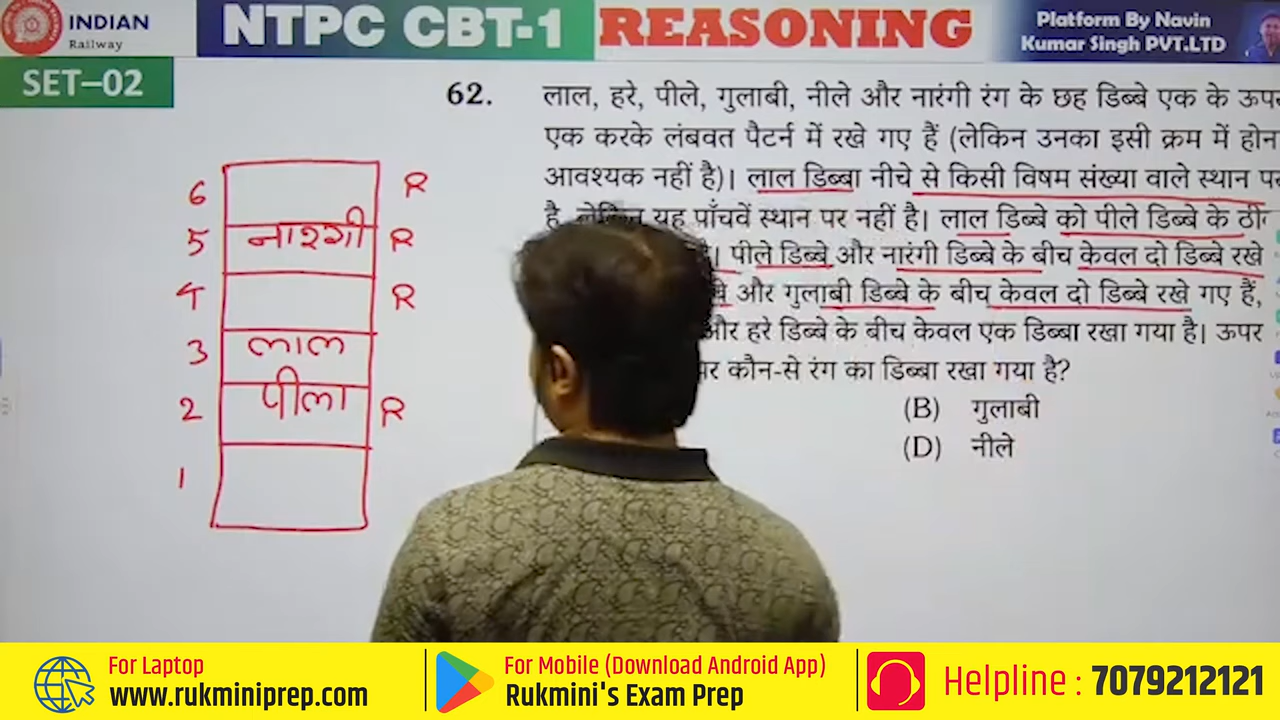 INDIAN
Railway
NTPC CBT-1
REASONING
Platform By Navin
Kumar Singh PVT.LTD
SET–02
62. लाल, हरे, पीले, गुलाबी, नीले और नारंगी रंग के छह डिब्बे एक के
एक करके लंबवत पैटर्न में रखे गए हैं (लेकिन उनका इसी क्रम में
आवश्यक नहीं है)। लाल डिब्बा नीचे से किसी विषम संख्या वाले स्थान
है, लेकिन यह पाँचवें स्थान पर नहीं है। लाल डिब्बे को पीले डिब्बे के
पीले डिब्बे और नारंगी डिब्बे के बीच केवल दो डिब्बे रखे
और गुलाबी डिब्बे के बीच केवल दो डिब्बे रखे गए हैं,
और हरे डिब्बे के बीच केवल एक डिब्बा रखा गया है। ऊपर
कौन-से रंग का डिब्बा रखा गया है?
(B) गुलाबी
(D) नीले
6 R
5 नारंगी R
4 R
3 लाल
2 पीला R
1
For Laptop
www.rukminiprep.com
For Mobile (Download Android App)
Rukmini's Exam Prep
Helpline : 7079212121